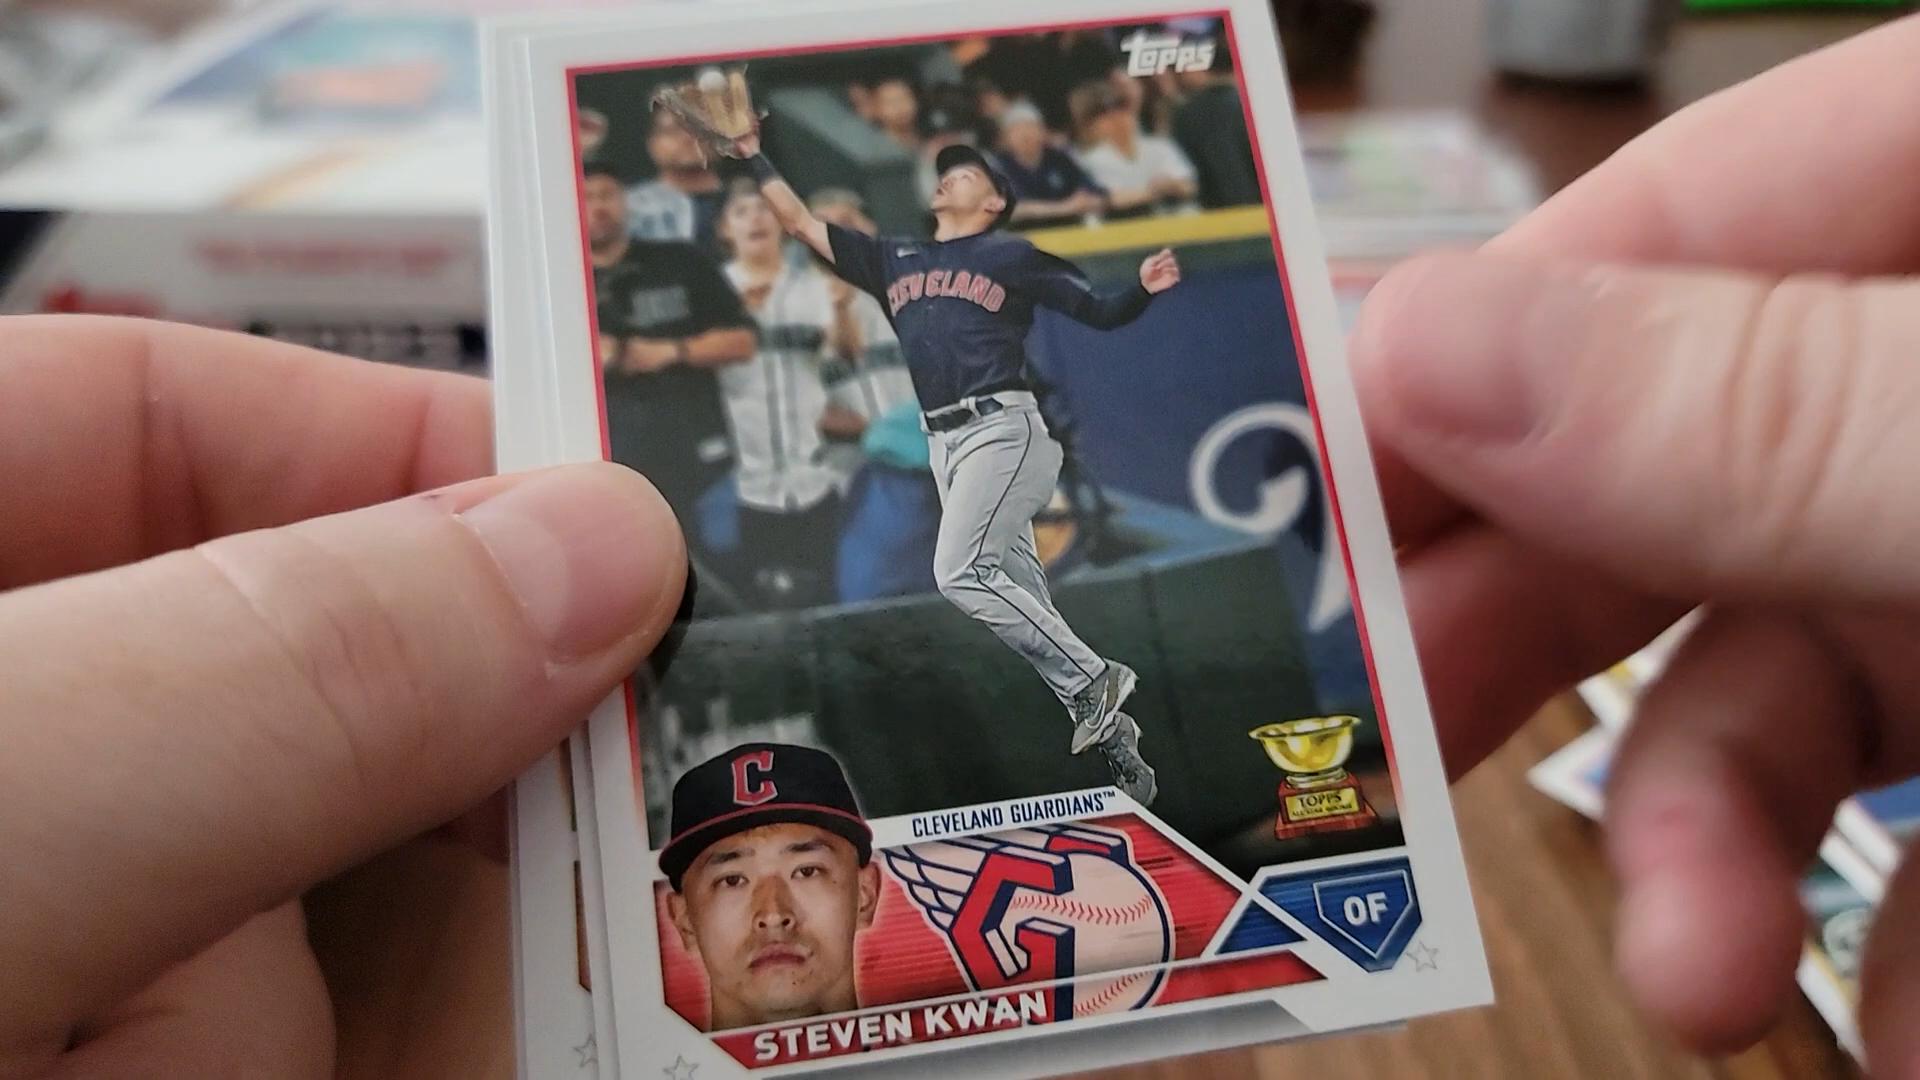 Topps
CLEVELAND
C
CLEVELAND GUARDIANS™
TOPPS
ALL-STAR ROOKIE
G
OF
STEVEN KWAN